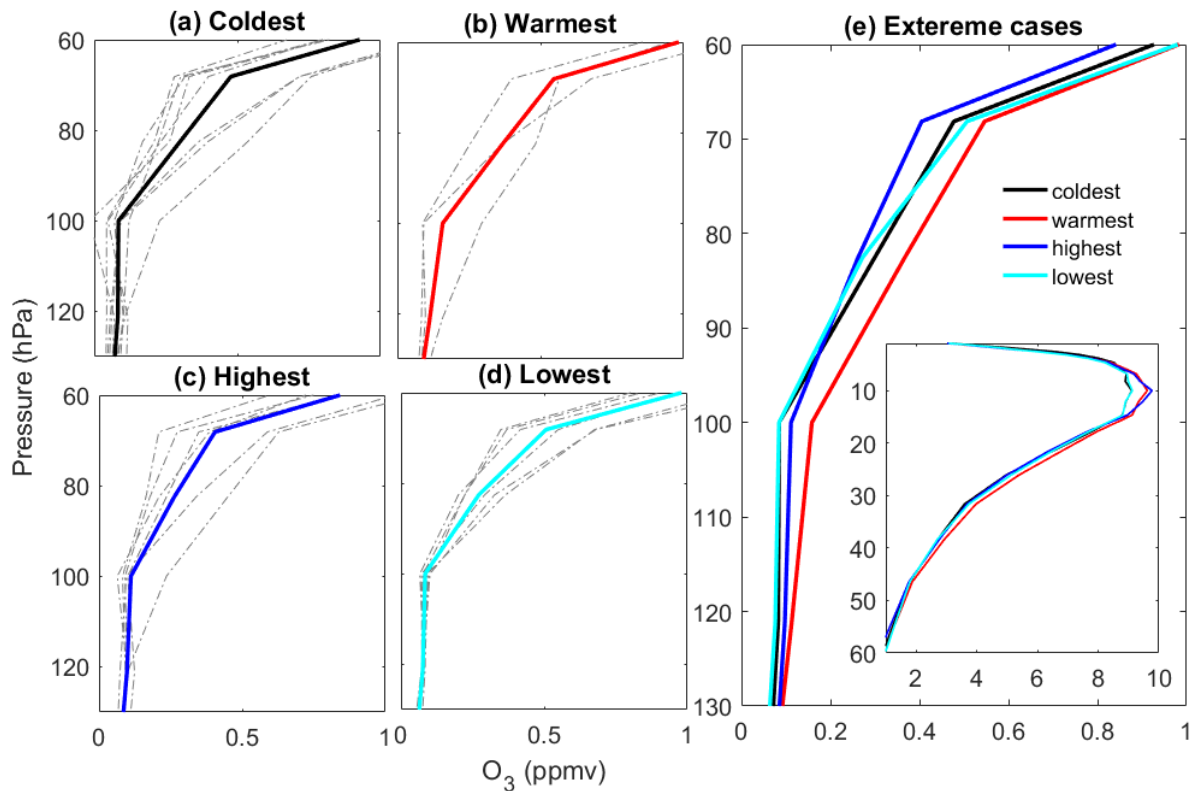 (a) Coldest
(b) Warmest
(e) Extereme cases
60
80
100
120
60
70
80
90
100
110
120
130
coldest
warmest
highest
lowest
10
20
30
40
50
60
2 4 6 8 10
Pressure (hPa)
(c) Highest
(d) Lowest
60
80
100
120
0 0.5 1
0 0.5 1
0 0.2 0.4 0.6 0.8 1
O3 (ppmv)